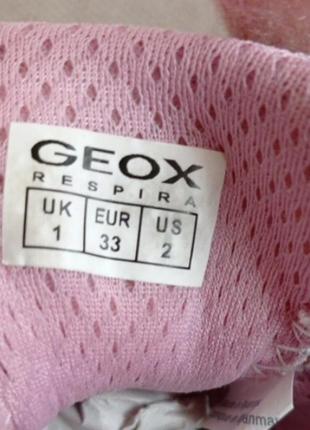 GEOX
RESPIRA
UK EUR US
1 33 2